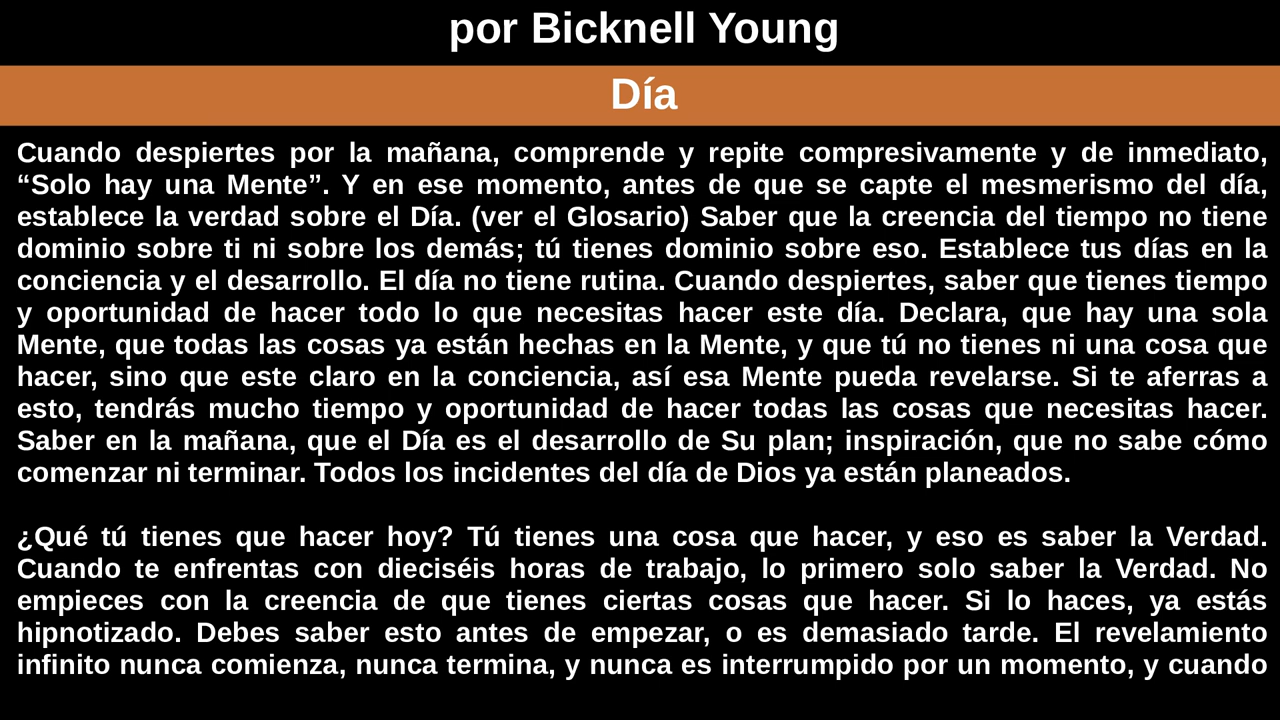 por Bicknell Young
Día
Cuando despiertes por la mañana, comprende y repite compresivamente y de inmediato,
“Solo hay una Mente”. Y en ese momento, antes de que se capte el mesmerismo del día,
establece la verdad sobre el Día. (ver el Glosario) Saber que la creencia del tiempo no tiene
dominio sobre ti ni sobre los demás; tú tienes dominio sobre eso. Establece tus días en la
conciencia y el desarrollo. El día no tiene rutina. Cuando despiertes, saber que tienes tiempo
y oportunidad de hacer todo lo que necesitas hacer este día. Declara, que hay una sola
Mente, que todas las cosas ya están hechas en la Mente, y que tú no tienes ni una cosa que
hacer, sino que este claro en la conciencia, así esa Mente pueda revelarse. Si te aferras a
esto, tendrás mucho tiempo y oportunidad de hacer todas las cosas que necesitas hacer.
Saber en la mañana, que el Día es el desarrollo de Su plan; inspiración, que no sabe cómo
comenzar ni terminar. Todos los incidentes del día de Dios ya están planeados.
¿Qué tú tienes que hacer hoy? Tú tienes una cosa que hacer, y eso es saber la Verdad.
Cuando te enfrentas con dieciséis horas de trabajo, lo primero solo saber la Verdad. No
empieces con la creencia de que tienes ciertas cosas que hacer. Si lo haces, ya estás
hipnotizado. Debes saber esto antes de empezar, o es demasiado tarde. El revelamiento
infinito nunca comienza, nunca termina, y nunca es interrumpido por un momento, y cuando